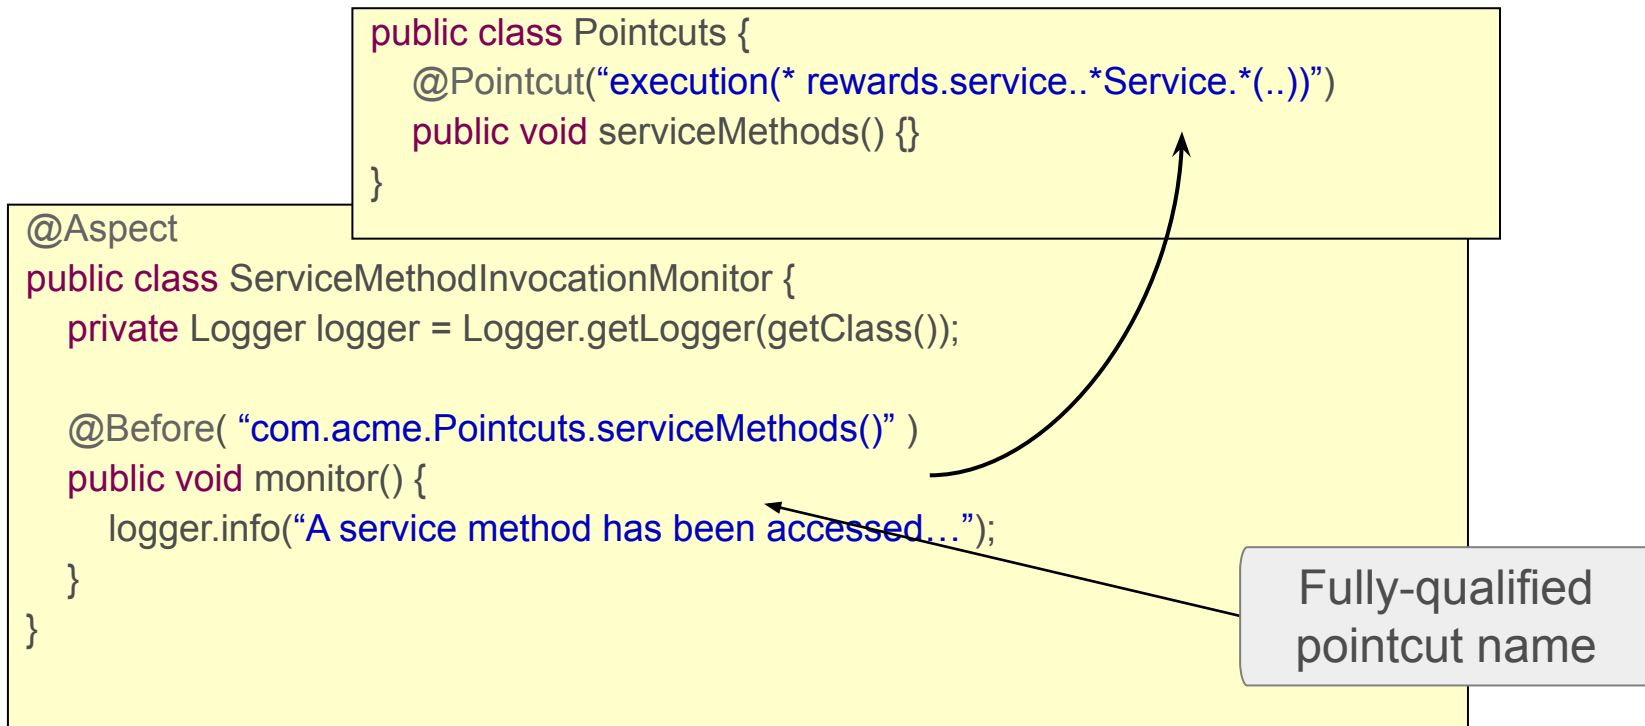 public class Pointcuts {
@Pointcut(“execution(* rewards.service..*Service.*(..))”)
public void serviceMethods() {}
}
@Aspect
public class ServiceMethodInvocationMonitor {
private Logger logger = Logger.getLogger(getClass());
@Before( “com.acme.Pointcuts.serviceMethods()” )
public void monitor() {
logger.info(“A service method has been accessed…”);
}
}
Fully-qualified
pointcut name